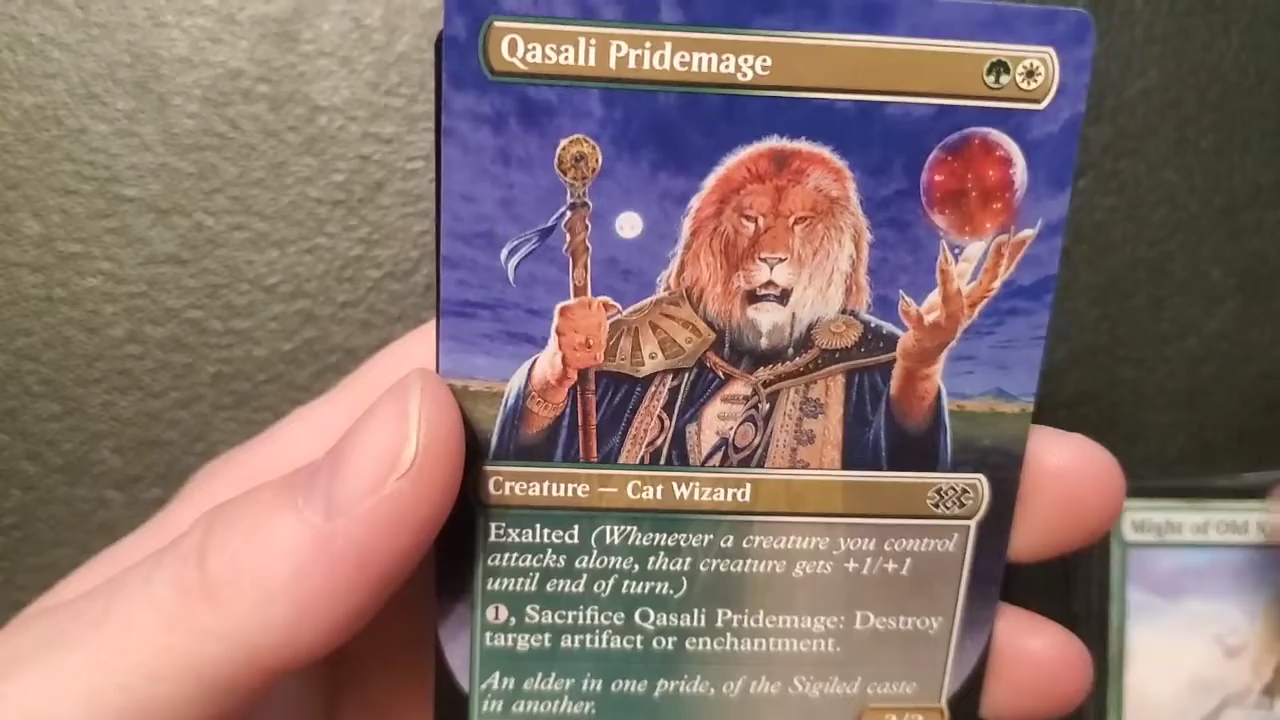 Qasali Pridemage
Creature — Cat Wizard
Exalted (Whenever a creature you control
attacks alone, that creature gets +1/+1
until end of turn.)
1, Sacrifice Qasali Pridemage: Destroy
target artifact or enchantment.
An elder in one pride, of the Sigiled caste
in another.
2/2
Might of Old